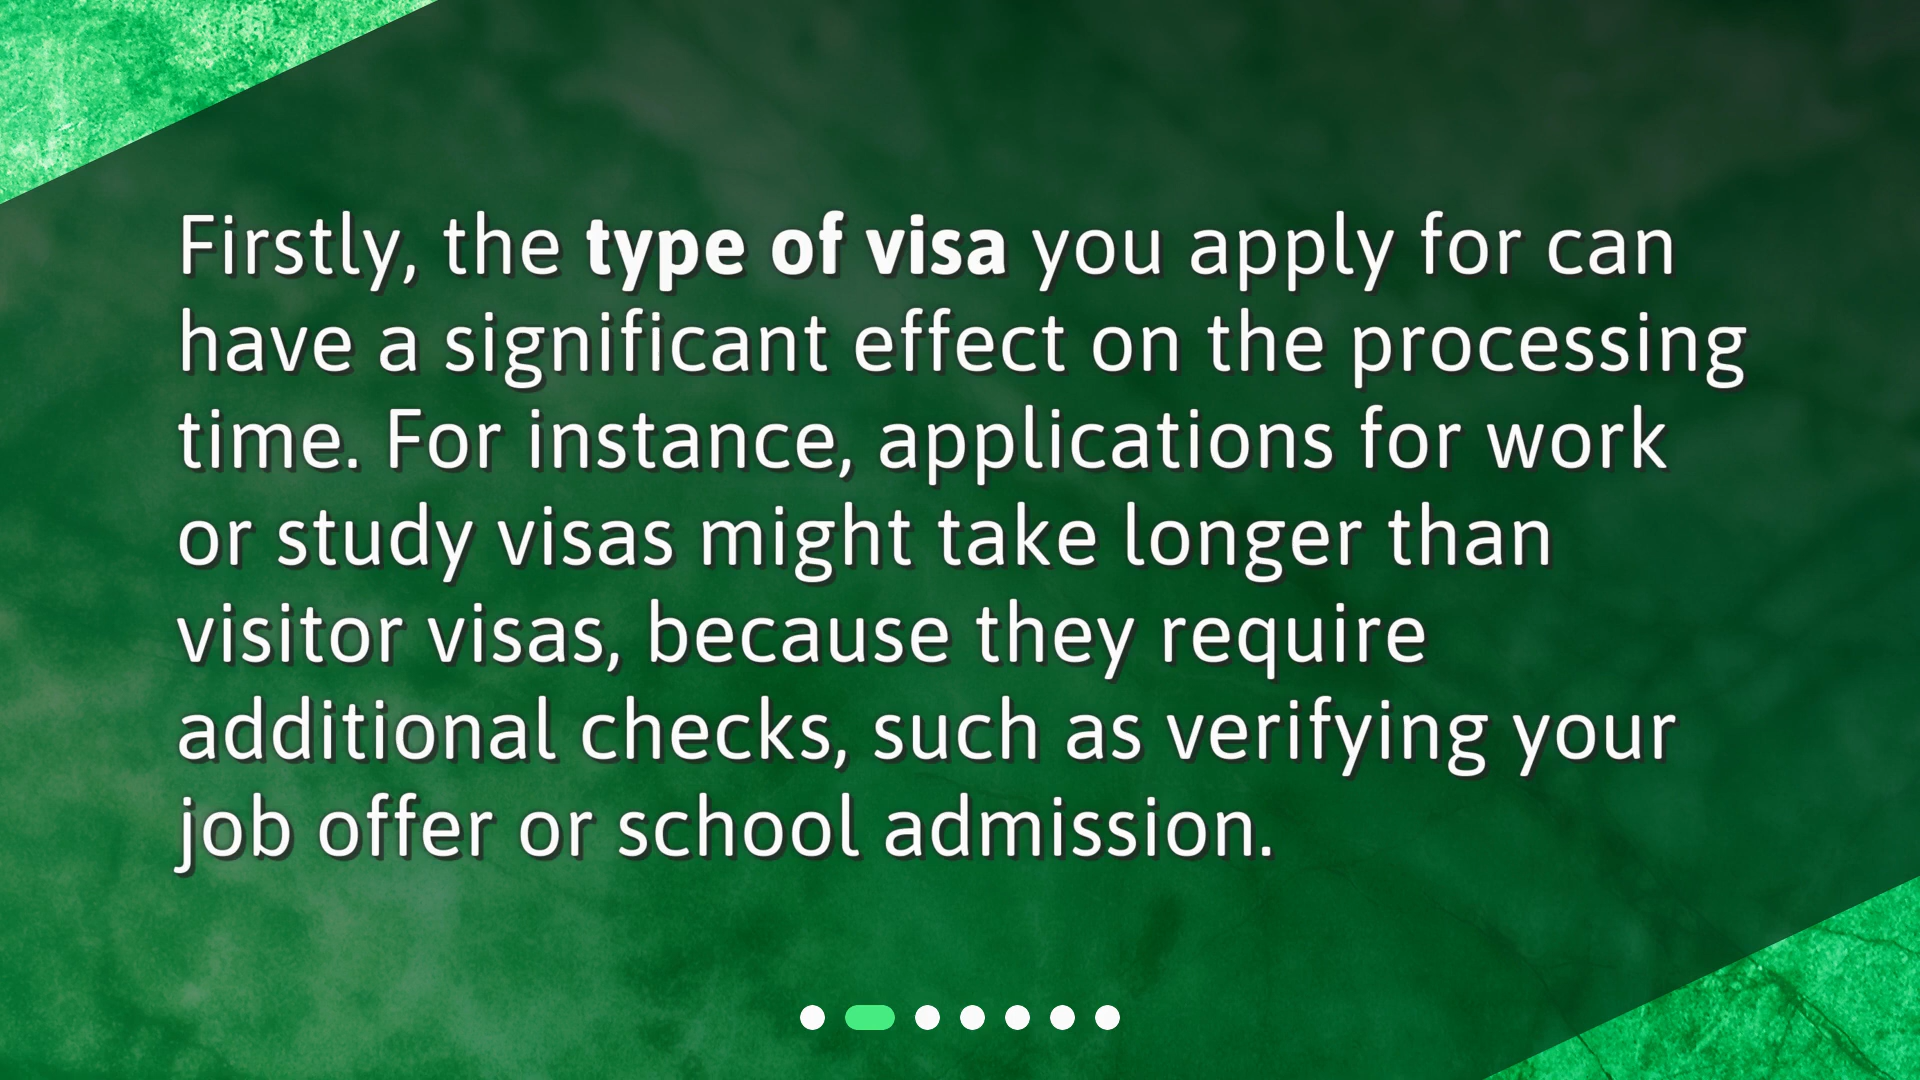 Firstly, the type of visa you apply for can
have a significant effect on the processing
time. For instance, applications for work
or study visas might take longer than
visitor visas, because they require
additional checks, such as verifying your
job offer or school admission.